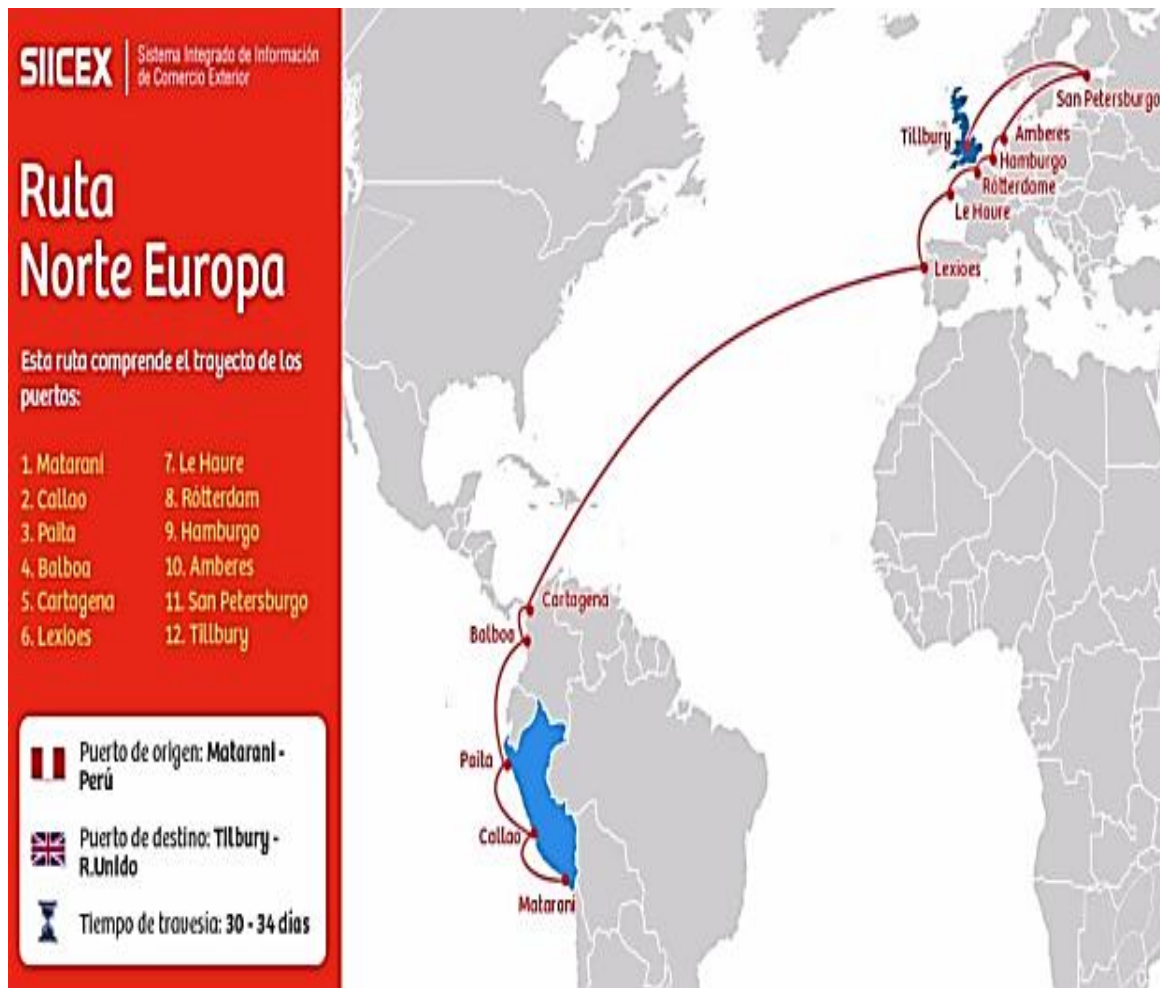 SIICEX
Sistema Integrado de Información
de Comercio Exterior
Ruta
Norte Europa
Esta ruta comprende el trayecto de los
puertos:
1. Matarani
2. Callao
3. Paita
4. Balboa
5. Cartagena
6. Lexioes
7. Le Haure
8. Rótterdam
9. Hamburgo
10. Amberes
11. San Petersburgo
12. Tillbury
Puerto de origen: Matarani -
Perú
Puerto de destino: Tilbury -
R.Unido
Tiempo de travesia: 30 - 34 días
San Petersburgo
Tillbury
Amberes
Hamburgo
Rótterdame
Le Haure
Lexioes
Cartagena
Balboa
Paita
Callao
Matarani